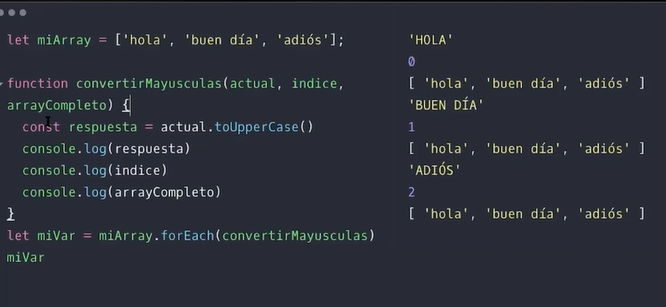 let miArray = ['hola', 'buen día', 'adiós'];
function convertirMayusculas(actual, indice,
arrayCompleto) {
const respuesta = actual.toUpperCase()
console.log(respuesta)
console.log(indice)
console.log(arrayCompleto)
}
let miVar = miArray.forEach(convertirMayusculas)
miVar
'HOLA'
0
[ 'hola', 'buen día', 'adiós' ]
'BUEN DÍA'
1
[ 'hola', 'buen día', 'adiós' ]
'ADIÓS'
2
[ 'hola', 'buen día', 'adiós' ]